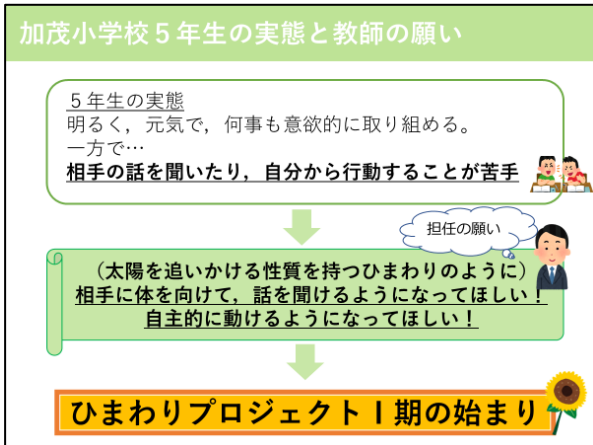 加茂小学校５年生の実態と教師の願い
５年生の実態
明るく，元気で，何事も意欲的に取り組める。
一方で…
相手の話を聞いたり，自分から行動することが苦手
担任の願い
（太陽を追いかける性質を持つひまわりのように）
相手に体を向けて，話を聞けるようになってほしい！
自主的に動けるようになってほしい！
ひまわりプロジェクトⅠ期の始まり